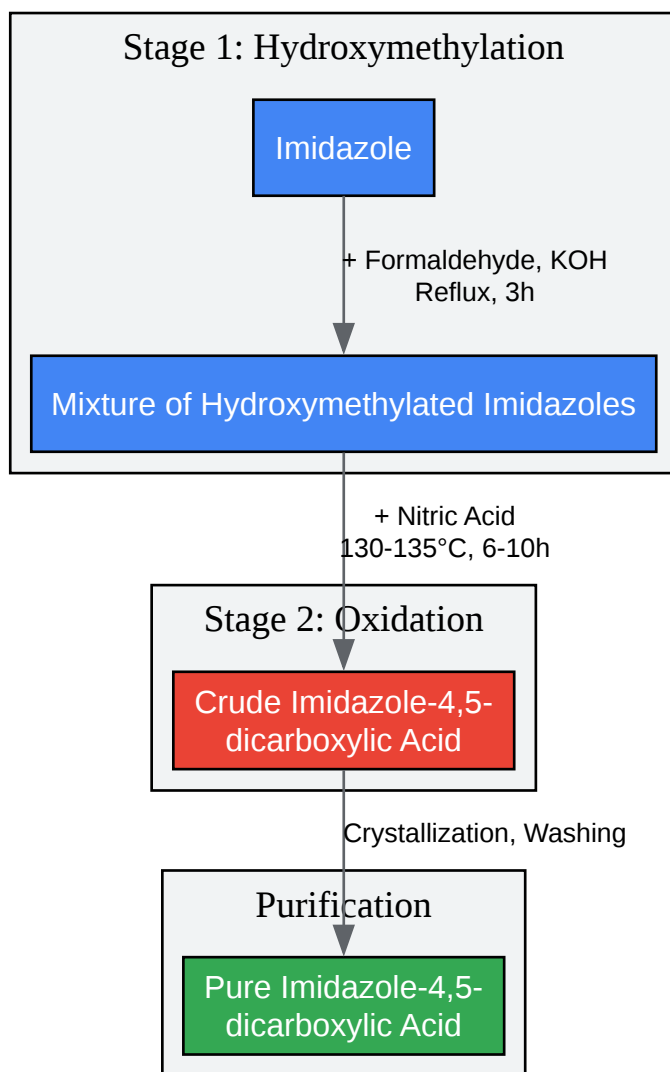 Stage 1: Hydroxymethylation
Imidazole
+ Formaldehyde, KOH
Reflux, 3h
Mixture of Hydroxymethylated Imidazoles
+ Nitric Acid
130-135°C, 6-10h
Stage 2: Oxidation
Crude Imidazole-4,5-
dicarboxylic Acid
Crystallization, Washing
Purification
Pure Imidazole-4,5-
dicarboxylic Acid